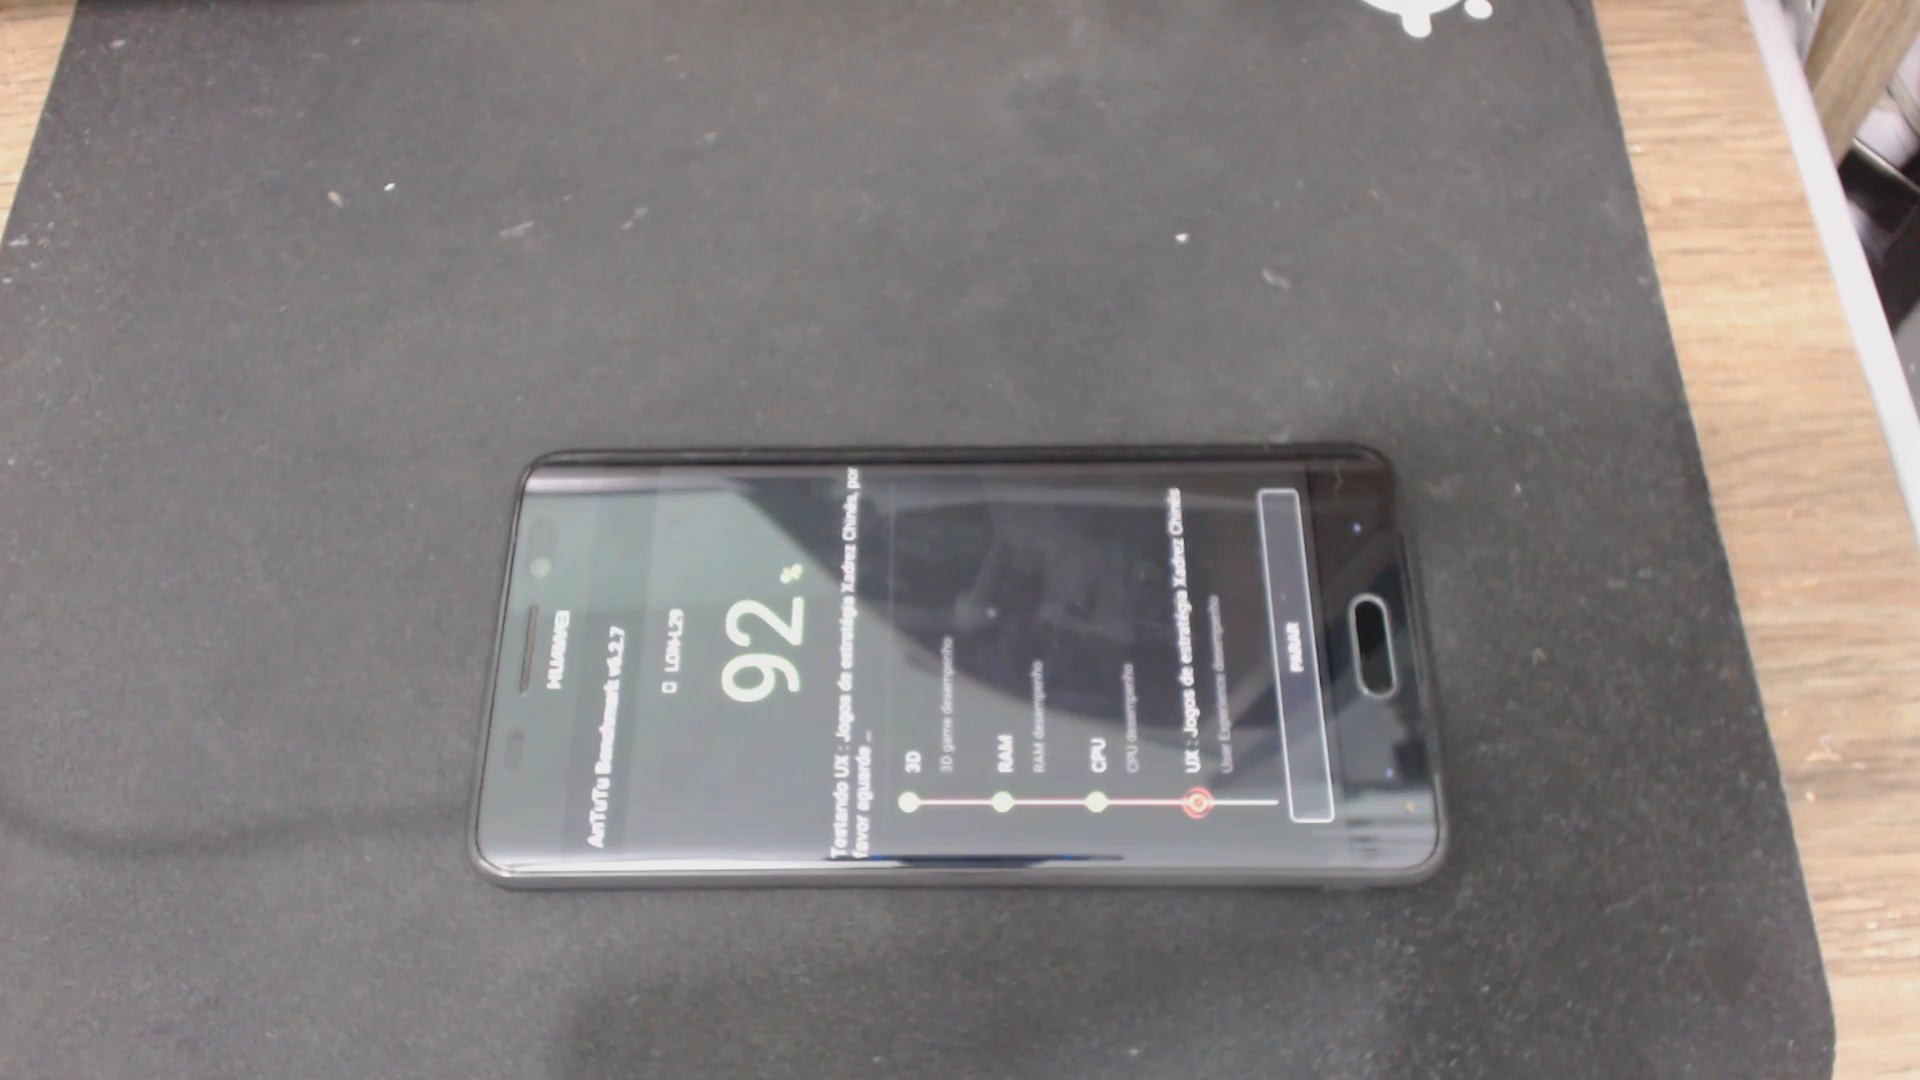 HUAWEI
AnTuTu Benchmark v6.2.7
LON-L29
92%
Testando UX : Jogos de estratégia Xadrez Chinês, por
favor aguarde ...
3D
3D game desempenho
RAM
RAM desempenho
CPU
CPU desempenho
UX : Jogos de estratégia Xadrez Chinês
User Experience desempenho
PARAR